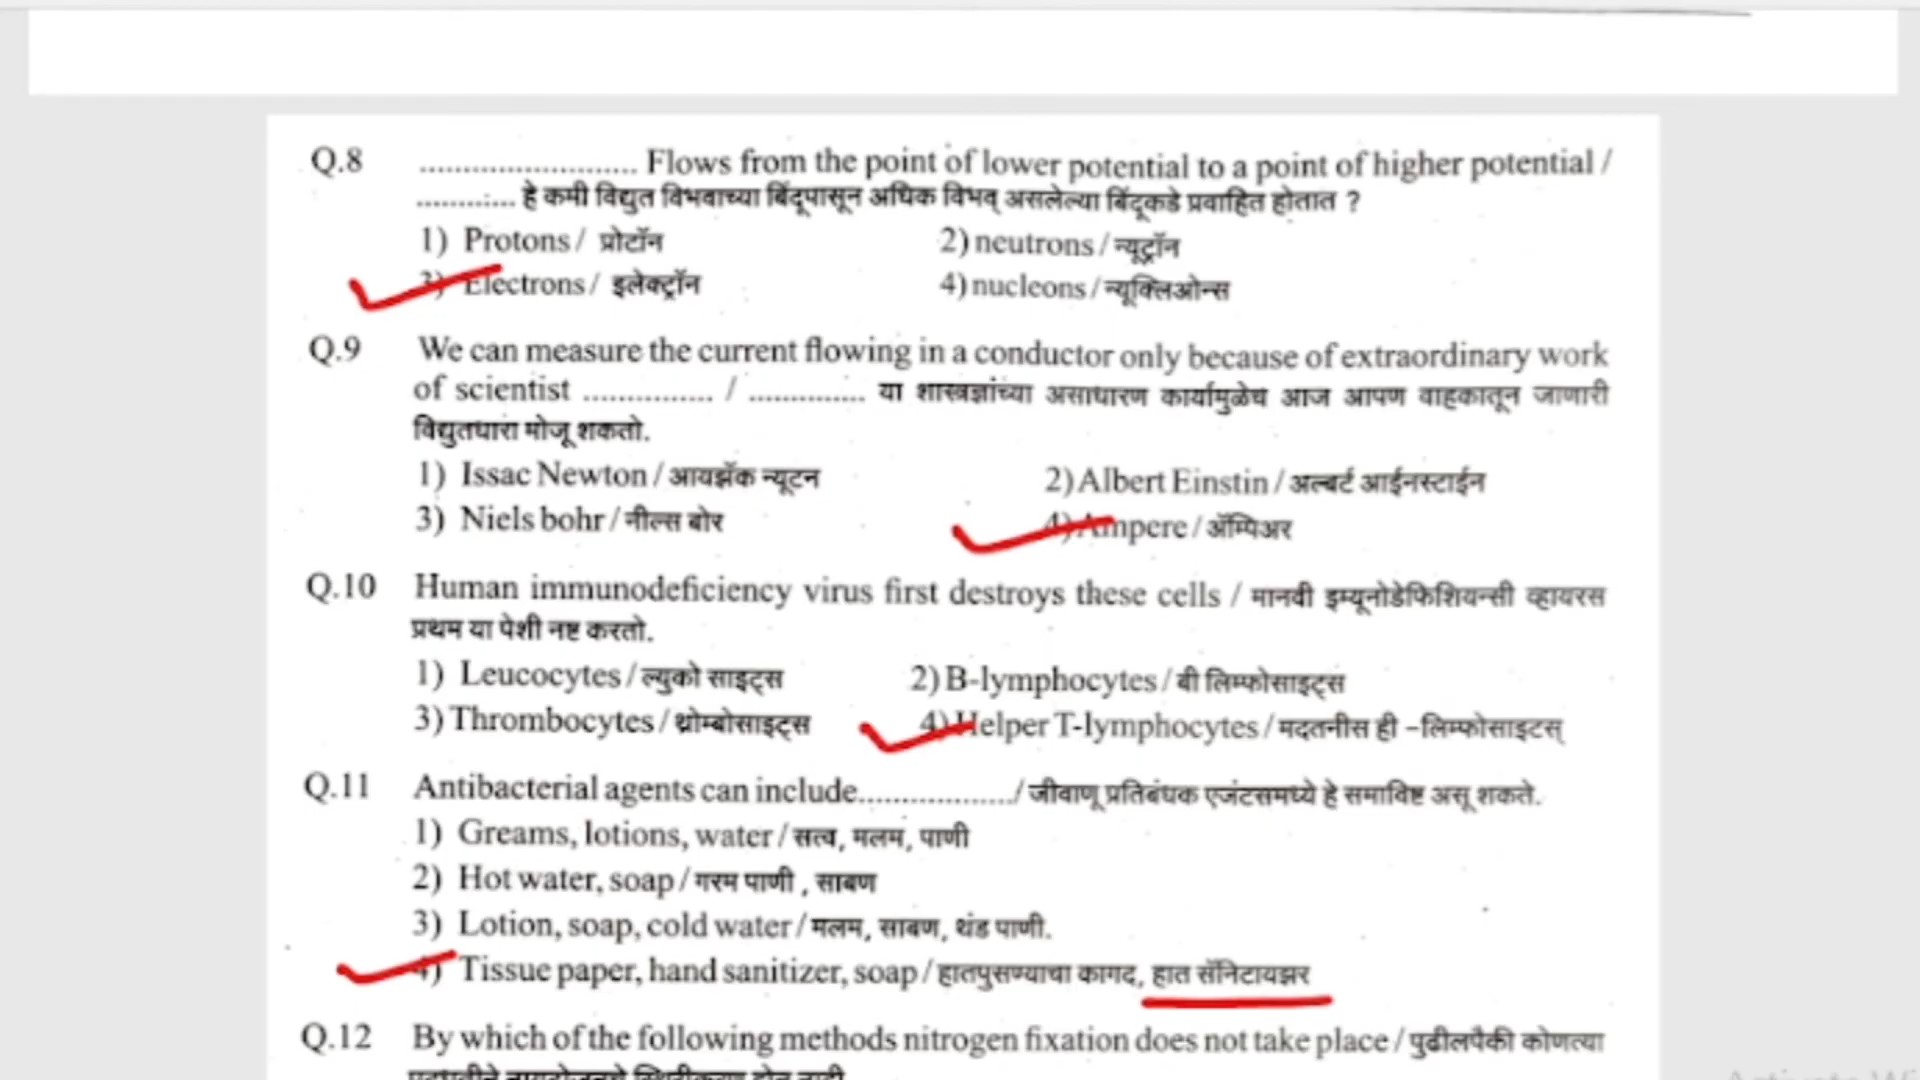 Q.8 ......................... Flows from the point of lower potential to a point of higher potential /
............ हे कमी विद्युत विभवाच्या बिंदूपासून अधिक विभव् असलेल्या बिंदूकडे प्रवाहित होतात ?
1) Protons / प्रोटॉन 2) neutrons / न्यूट्रॉन
3) Electrons / इलेक्ट्रॉन 4) nucleons / न्यूक्लिओन्स
Q.9 We can measure the current flowing in a conductor only because of extraordinary work
of scientist ............... / .............. या शास्त्रज्ञांच्या असाधारण कार्यामुळेच आज आपण वाहकातून जाणारी
विद्युतधारा मोजू शकतो.
1) Issac Newton / आयझॅक न्यूटन 2) Albert Einstin / अल्बर्ट आईनस्टाईन
3) Niels bohr / नील्स बोर 4) Ampere / ॲम्पिअर
Q.10 Human immunodeficiency virus first destroys these cells / मानवी इम्यूनोडेफिशियन्सी व्हायरस
प्रथम या पेशी नष्ट करतो.
1) Leucocytes / ल्युको साइट्स 2) B-lymphocytes / बी लिम्फोसाइट्स
3) Thrombocytes / थ्रोम्बोसाइट्स 4) Helper T-lymphocytes / मदतनीस ही -लिम्फोसाइटस्
Q.11 Antibacterial agents can include................../ जीवाणू प्रतिबंधक एजंटसमध्ये हे समाविष्ट असू शकते.
1) Greams, lotions, water / सत्व, मलम, पाणी
2) Hot water, soap / गरम पाणी , साबण
3) Lotion, soap, cold water / मलम, साबण, थंड पाणी.
4) Tissue paper, hand sanitizer, soap / हातपुसण्याचा कागद, हात सॅनिटायझर
Q.12 By which of the following methods nitrogen fixation does not take place / पुढीलपैकी कोणत्या